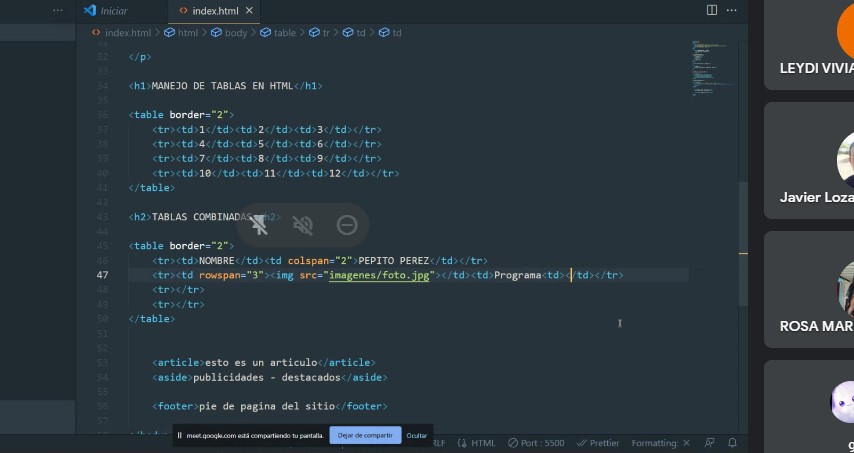 Iniciar
index.html
index.html > html > body > table > tr > td > td
32 </p>
33
34 <h1>MANEJO DE TABLAS EN HTML</h1>
35
36 <table border="2">
37 <tr><td>1</td><td>2</td><td>3</td></tr>
38 <tr><td>4</td><td>5</td><td>6</td></tr>
39 <tr><td>7</td><td>8</td><td>9</td></tr>
40 <tr><td>10</td><td>11</td><td>12</td></tr>
41 </table>
42
43 <h2>TABLAS COMBINADAS</h2>
44
45 <table border="2">
46 <tr><td>NOMBRE</td><td colspan="2">PEPITO PEREZ</td></tr>
47 <tr><td rowspan="3"><img src="imagenes/foto.jpg"></td><td>Programa<td></td></tr>
48 <tr></tr>
49 <tr></tr>
50 </table>
51
52
53 <article>esto es un articulo</article>
54 <aside>publicidades - destacados</aside>
55
56 <footer>pie de pagina del sitio</footer>
57
meet.google.com está compartiendo tu pantalla.
Dejar de compartir
Ocultar
RLF
HTML
Port : 5500
Prettier
Formatting:
LEYDI VIVIA
Javier Loza
ROSA MAR